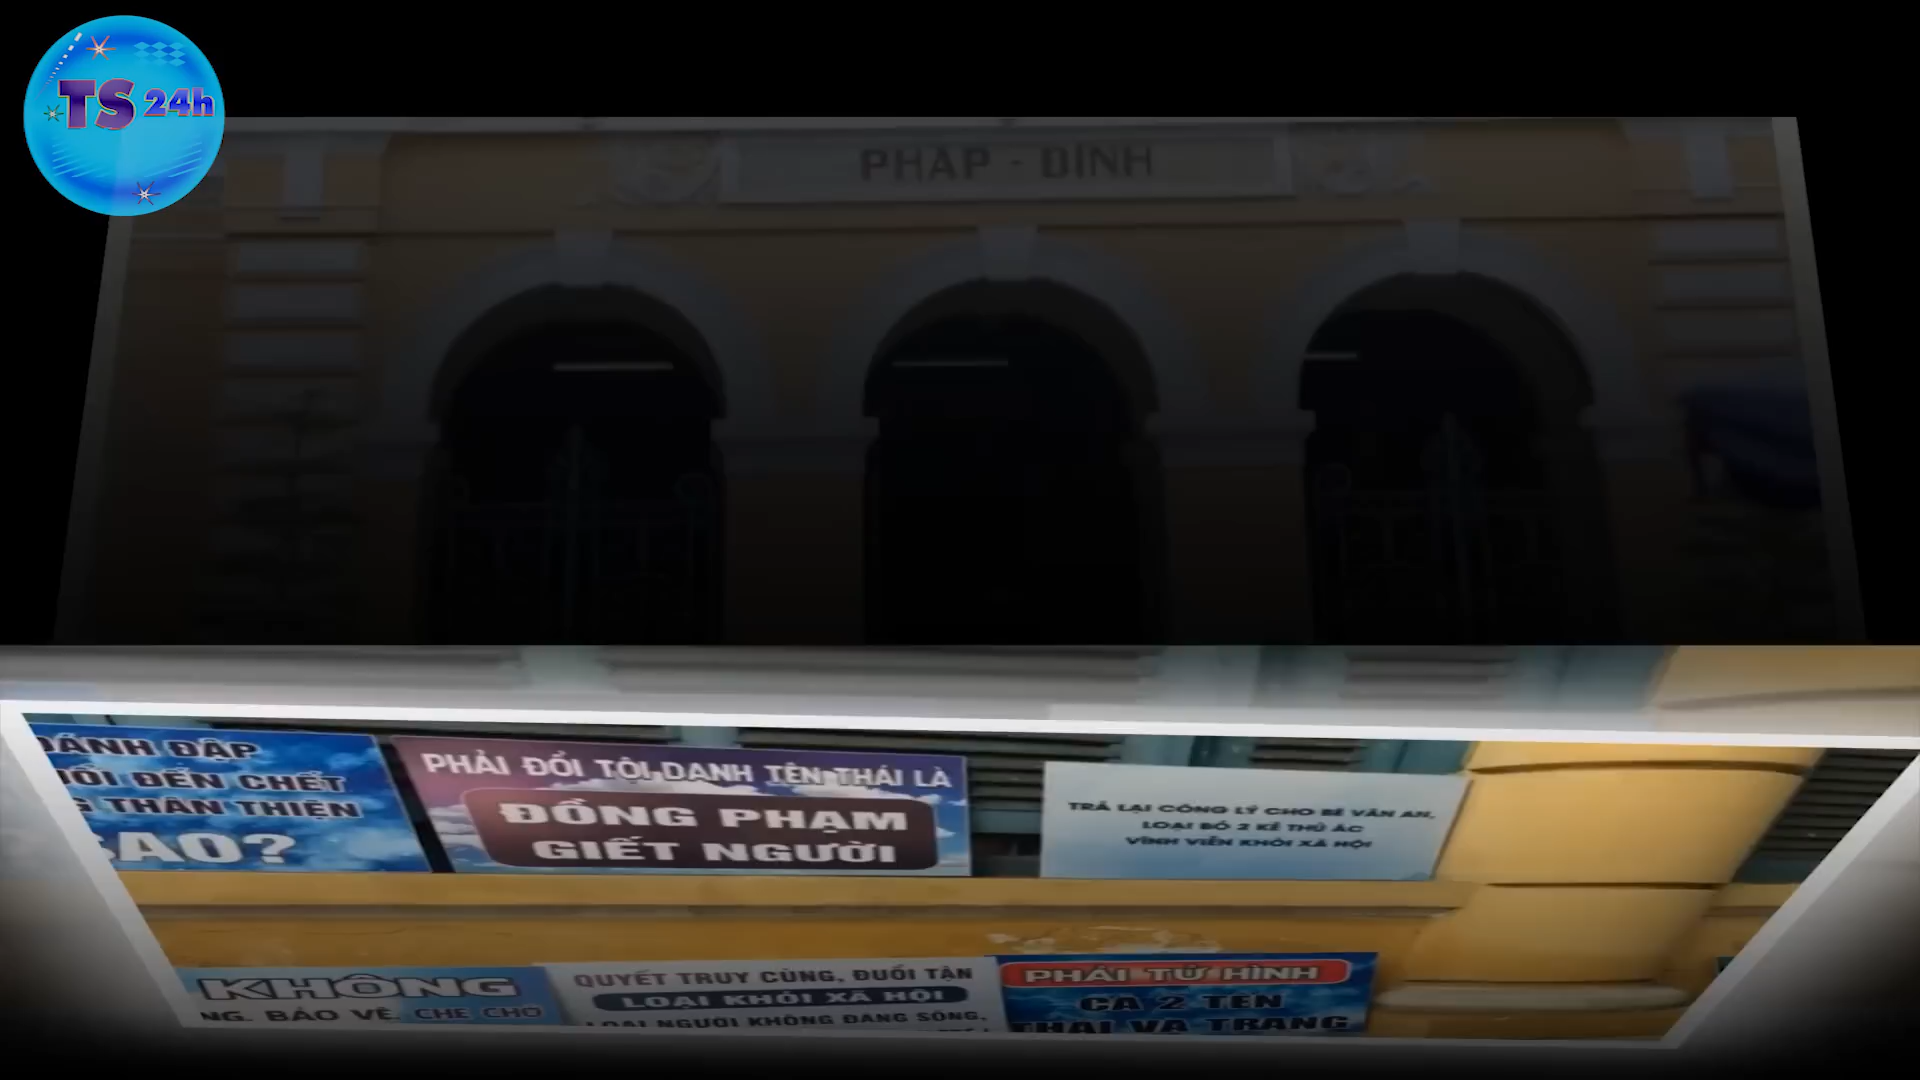 TS 24h
PHÁP - ĐÌNH
ĐÁNH ĐẬP
ĐẾN CHẾT
THÂN THIỆN
SAO?
PHẢI ĐỔI TỘI DANH TÊN THÁI LÀ
ĐỒNG PHẠM
GIẾT NGƯỜI
TRẢ LẠI CÔNG LÝ CHO BÉ VÂN AN,
LOẠI BỎ 2 KẺ THỦ ÁC
VĨNH VIỄN KHỎI XÃ HỘI
KHÔNG
NG. BẢO VỆ. CHE CHỞ
QUYẾT TRUY CÙNG, ĐUỔI TẬN
LOẠI KHỎI XÃ HỘI
LOẠI NGƯỜI KHÔNG ĐÁNG SỐNG,
PHẢI TỬ HÌNH
CẢ 2 TÊN
THÁI VÀ TRANG